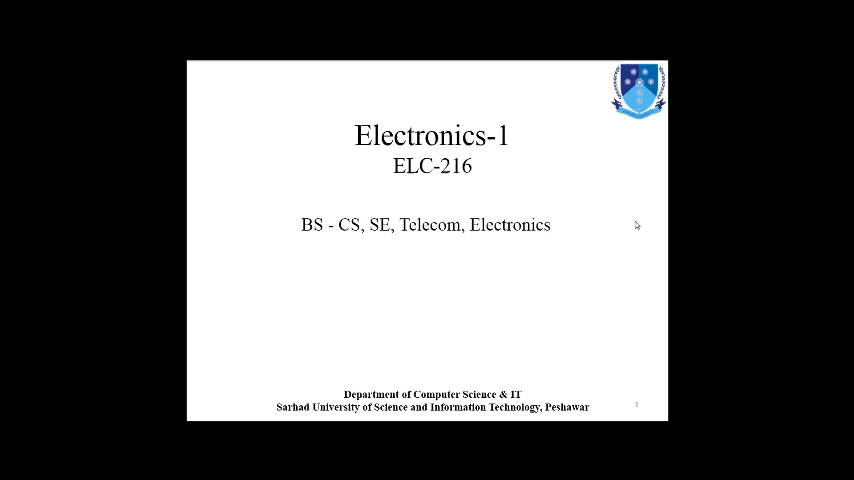 Electronics-1
ELC-216
BS - CS, SE, Telecom, Electronics
Department of Computer Science & IT
Sarhad University of Science and Information Technology, Peshawar
1